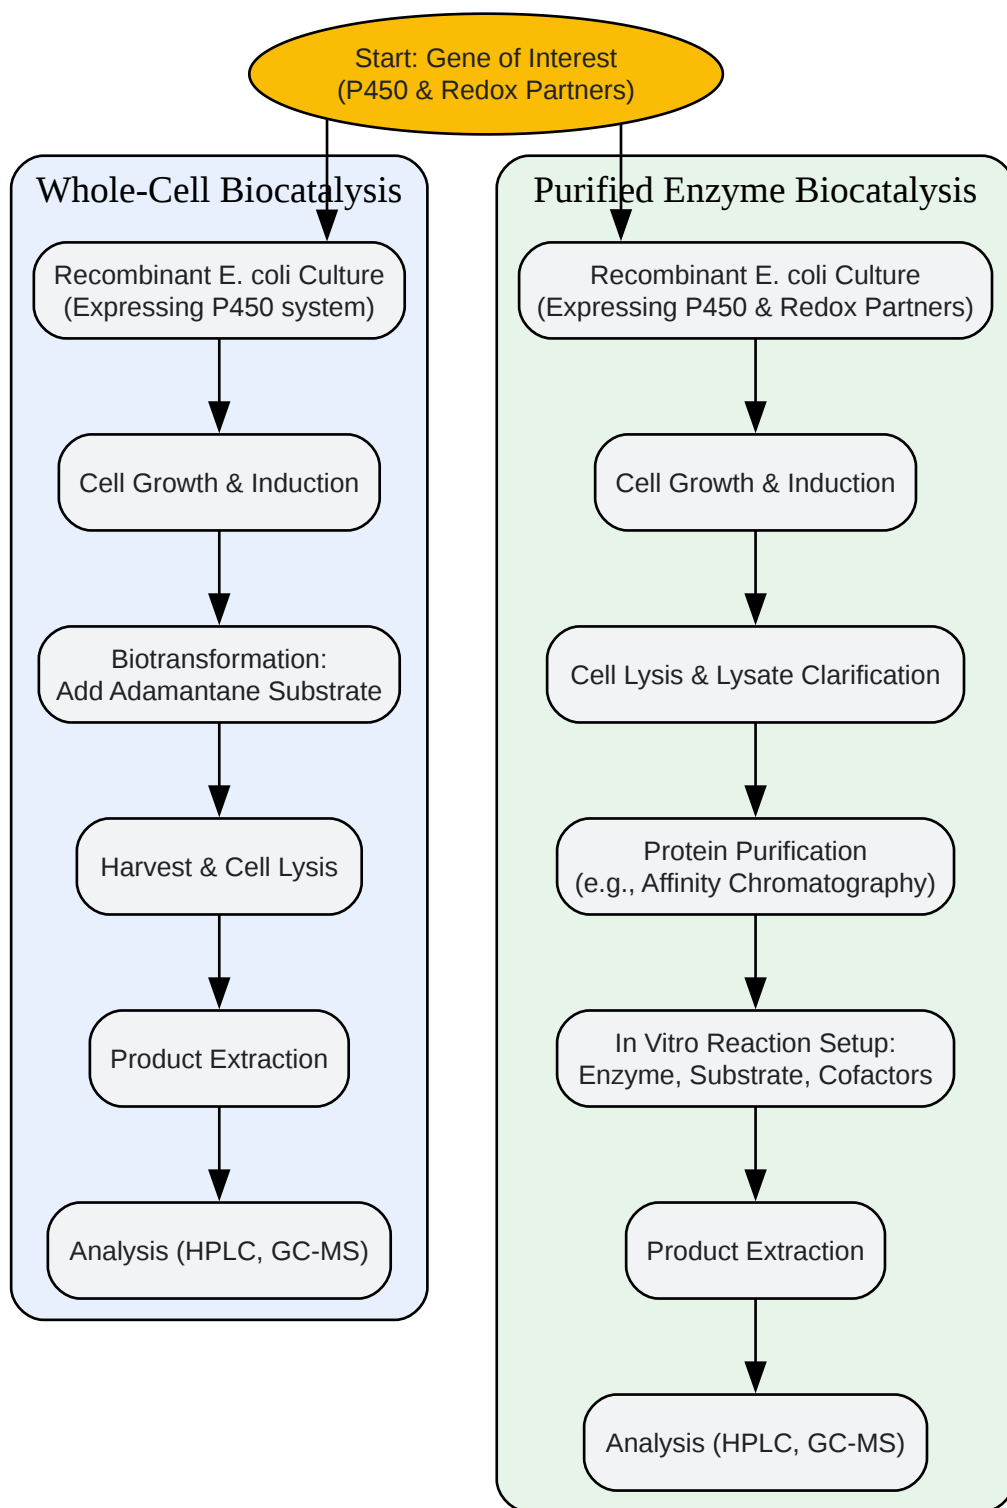 Start: Gene of Interest
(P450 & Redox Partners)
Whole-Cell Biocatalysis
Recombinant E. coli Culture
(Expressing P450 system)
Cell Growth & Induction
Biotransformation:
Add Adamantane Substrate
Harvest & Cell Lysis
Product Extraction
Analysis (HPLC, GC-MS)
Purified Enzyme Biocatalysis
Recombinant E. coli Culture
(Expressing P450 & Redox Partners)
Cell Growth & Induction
Cell Lysis & Lysate Clarification
Protein Purification
(e.g., Affinity Chromatography)
In Vitro Reaction Setup:
Enzyme, Substrate, Cofactors
Product Extraction
Analysis (HPLC, GC-MS)